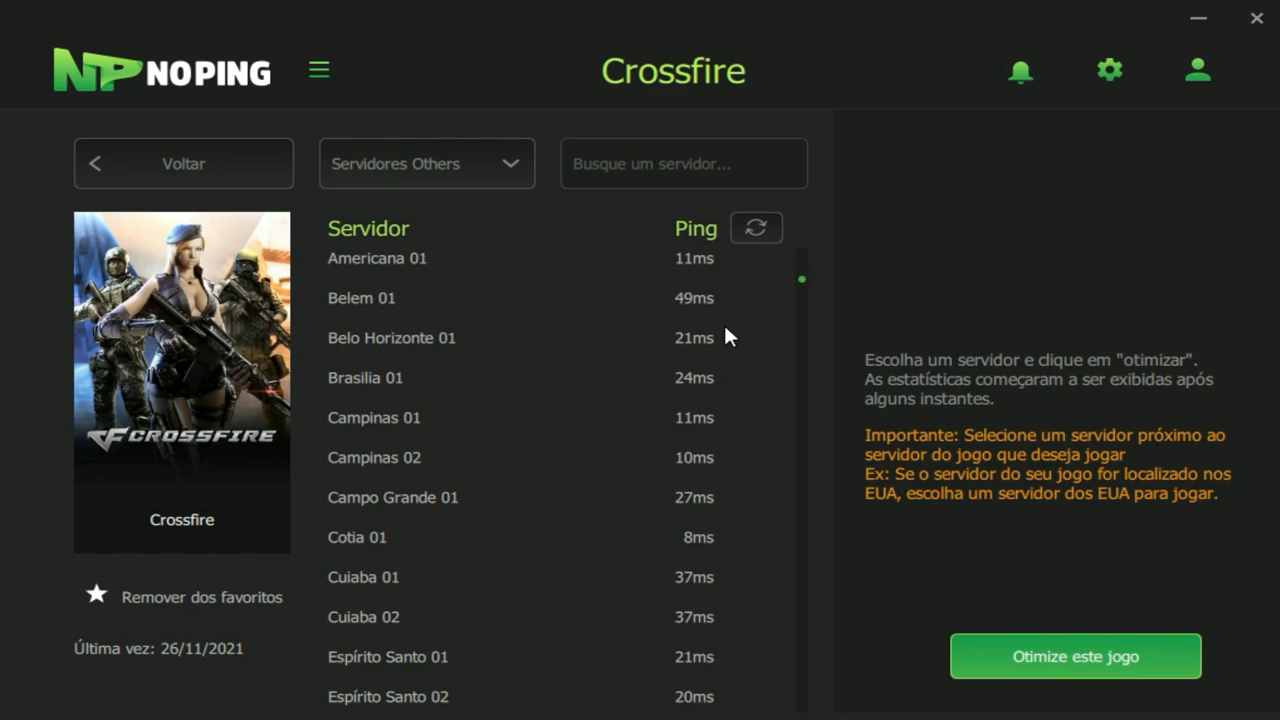 NP NOPING
Crossfire
Voltar
Servidores Others
Busque um servidor...
CF CROSSFIRE
Crossfire
Remover dos favoritos
Última vez: 26/11/2021
Servidor Ping
Americana 01 11ms
Belem 01 49ms
Belo Horizonte 01 21ms
Brasilia 01 24ms
Campinas 01 11ms
Campinas 02 10ms
Campo Grande 01 27ms
Cotia 01 8ms
Cuiaba 01 37ms
Cuiaba 02 37ms
Espírito Santo 01 21ms
Espírito Santo 02 20ms
Escolha um servidor e clique em "otimizar".
As estatísticas começaram a ser exibidas após
alguns instantes.
Importante: Selecione um servidor próximo ao
servidor do jogo que deseja jogar
Ex: Se o servidor do seu jogo for localizado nos
EUA, escolha um servidor dos EUA para jogar.
Otimize este jogo